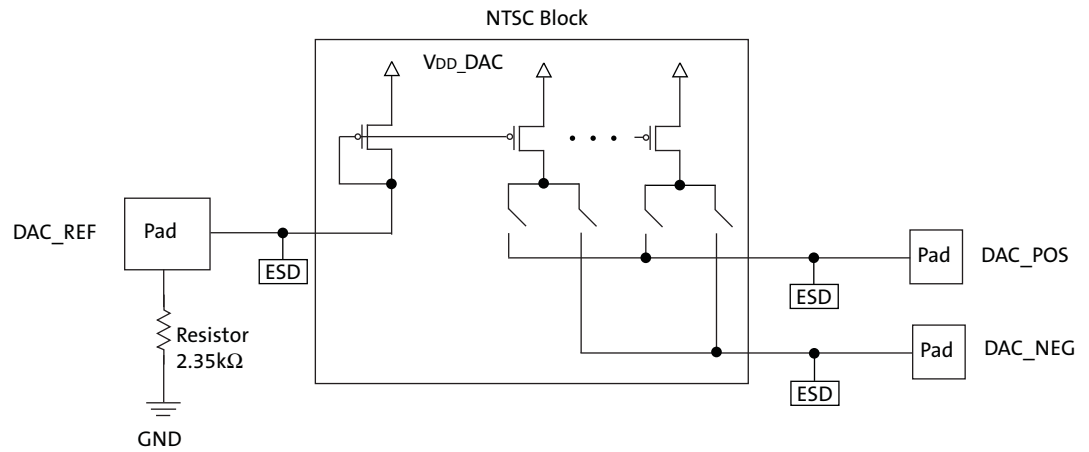 NTSC Block
VDD_DAC
DAC_REF
Pad
ESD
Resistor
2.35kΩ
GND
Pad
DAC_POS
ESD
Pad
DAC_NEG
ESD